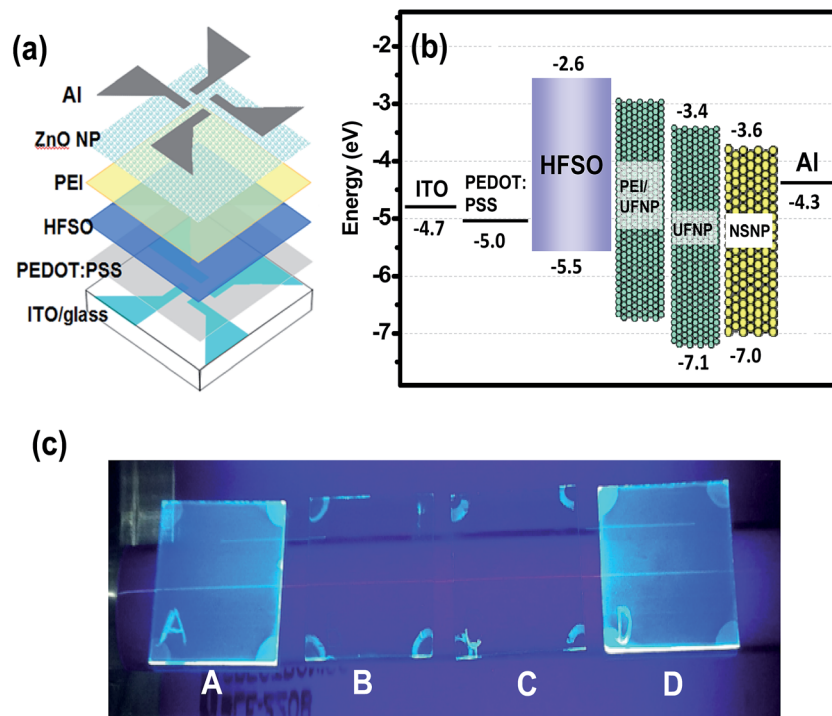 (a)
Al
ZnO NP
PEI
HFSO
PEDOT:PSS
ITO/glass
(b)
Energy (eV)
-2
-3
-4
-5
-6
-7
ITO
-4.7
PEDOT:
PSS
-5.0
-2.6
HFSO
-5.5
PEI/
UFNP
-3.4
UFNP
-7.1
-3.6
NSNP
-7.0
Al
-4.3
(c)
A
D
A
B
C
D